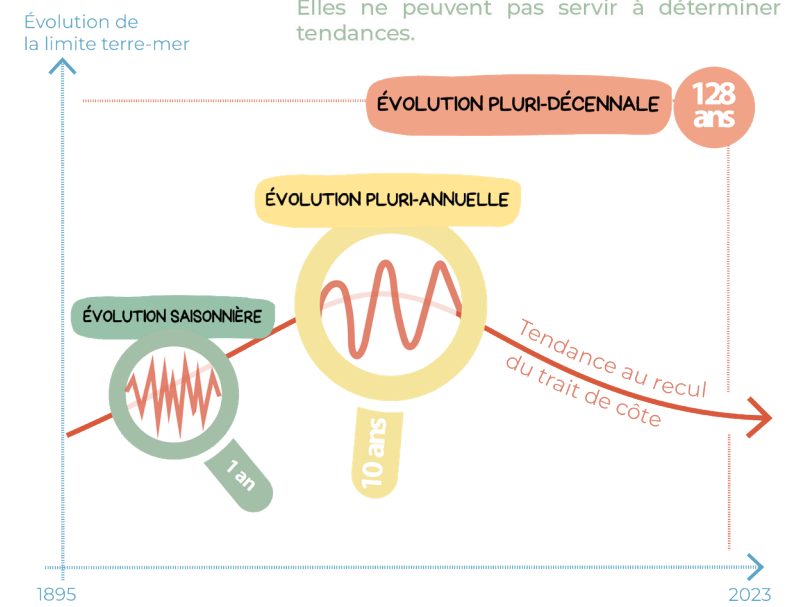 Elles ne peuvent pas servir à déterminer
tendances.
Évolution de
la limite terre-mer
ÉVOLUTION PLURI-DÉCENNALE
128
ans
ÉVOLUTION PLURI-ANNUELLE
ÉVOLUTION SAISONNIÈRE
Tendance au recul
du trait de côte
10 ans
1 an
1895
2023